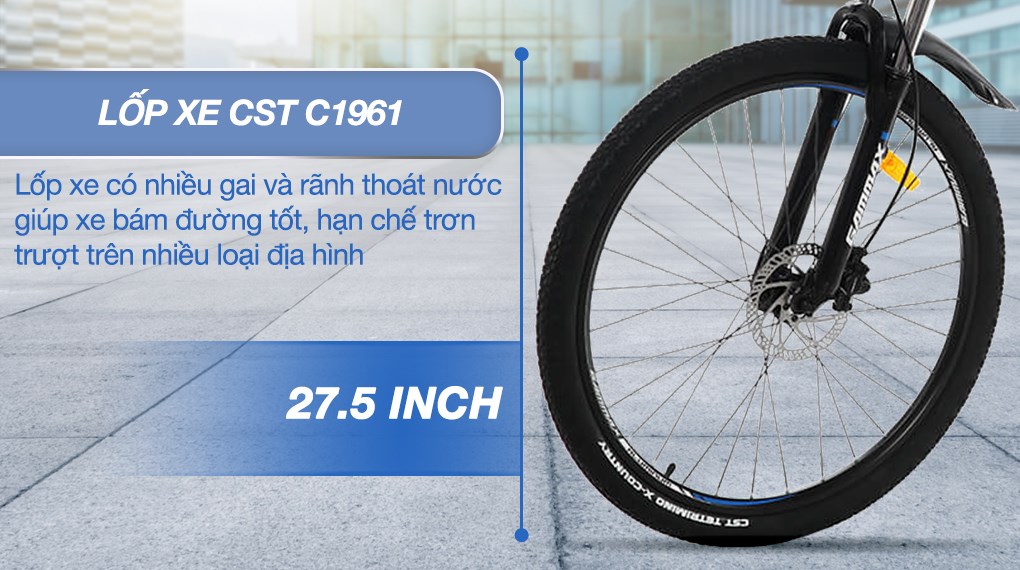 LỐP XE CST C1961
Lốp xe có nhiều gai và rãnh thoát nước
giúp xe bám đường tốt, hạn chế trơn
trượt trên nhiều loại địa hình
27.5 INCH
CST TETRIMINO X-COUNTRY